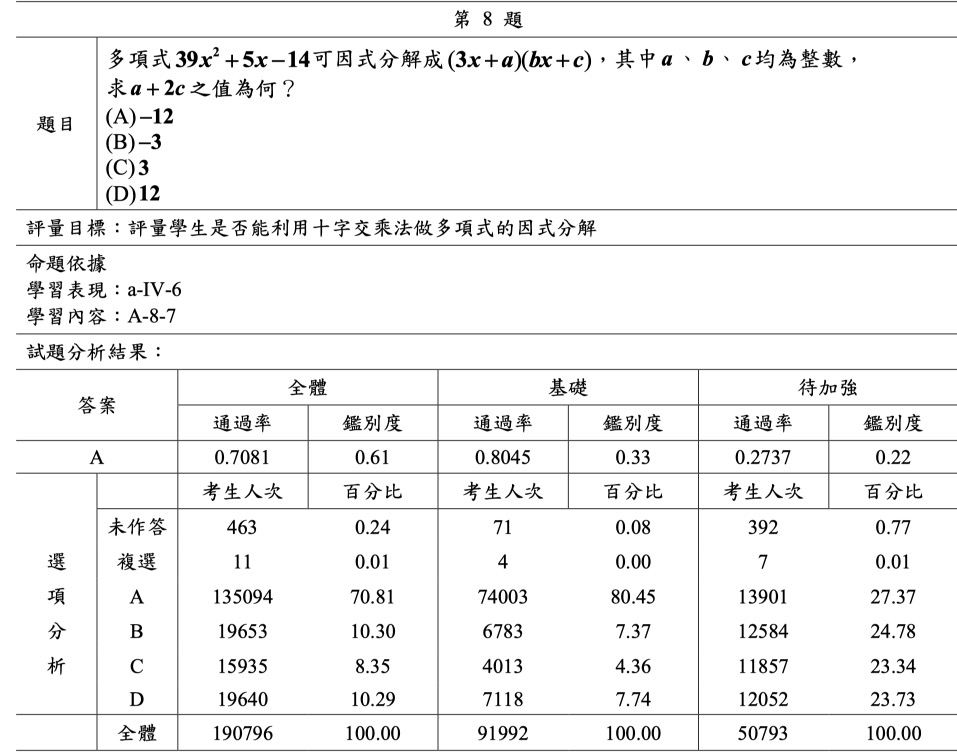 第 8 題
題目
多項式 39x²+5x−14 可因式分解成 (3x+a)(bx+c),其中 a、b、c 均為整數,
求 a+2c 之值為何?
(A) −12
(B) −3
(C) 3
(D) 12
評量目標:評量學生是否能利用十字交乘法做多項式的因式分解
命題依據
學習表現:a-IV-6
學習內容:A-8-7
試題分析結果:
答案 全體 基礎 待加強
通過率 鑑別度 通過率 鑑別度 通過率 鑑別度
A 0.7081 0.61 0.8045 0.33 0.2737 0.22
選項分析
考生人次 百分比 考生人次 百分比 考生人次 百分比
未作答 463 0.24 71 0.08 392 0.77
複選 11 0.01 4 0.00 7 0.01
A 135094 70.81 74003 80.45 13901 27.37
B 19653 10.30 6783 7.37 12584 24.78
C 15935 8.35 4013 4.36 11857 23.34
D 19640 10.29 7118 7.74 12052 23.73
全體 190796 100.00 91992 100.00 50793 100.00